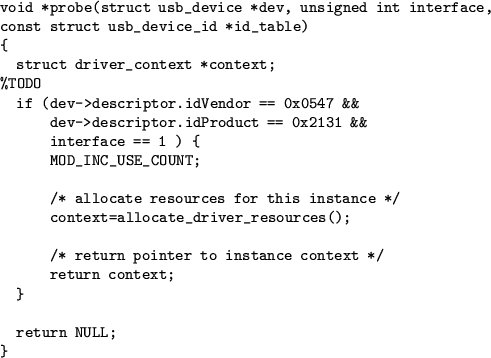 void *probe(struct usb_device *dev, unsigned int interface,
const struct usb_device_id *id_table)
{
  struct driver_context *context;
%TODO
  if (dev->descriptor.idVendor == 0x0547 &&
      dev->descriptor.idProduct == 0x2131 &&
      interface == 1 ) {
      MOD_INC_USE_COUNT;

      /* allocate resources for this instance */
      context=allocate_driver_resources();

      /* return pointer to instance context */
      return context;
  }

  return NULL;
}